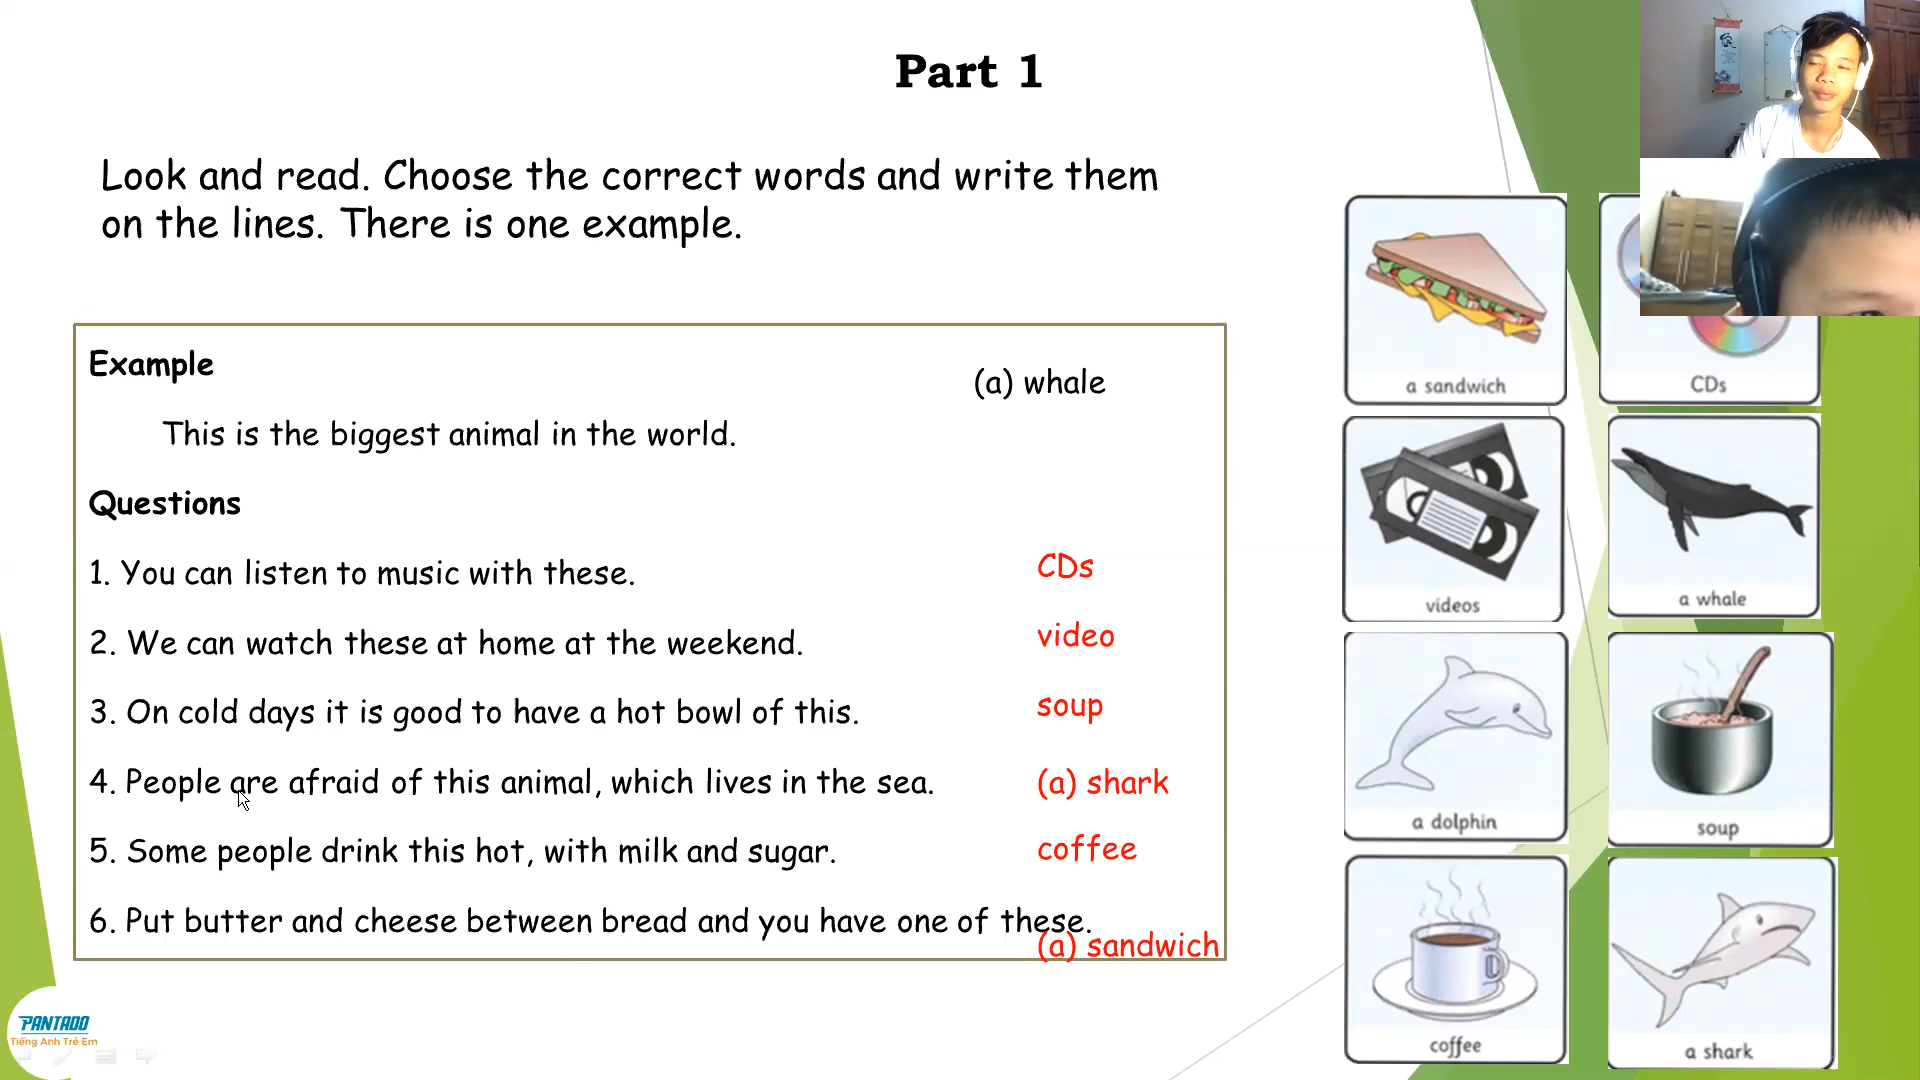 Part 1
Look and read. Choose the correct words and write them
on the lines. There is one example.
Example
(a) whale
This is the biggest animal in the world.
Questions
1. You can listen to music with these.
CDs
2. We can watch these at home at the weekend.
video
3. On cold days it is good to have a hot bowl of this.
soup
4. People are afraid of this animal, which lives in the sea.
(a) shark
5. Some people drink this hot, with milk and sugar.
coffee
6. Put butter and cheese between bread and you have one of these.
(a) sandwich
a sandwich
CDs
videos
a whale
a dolphin
soup
coffee
a shark
PANTADO
Tiếng Anh Trẻ Em